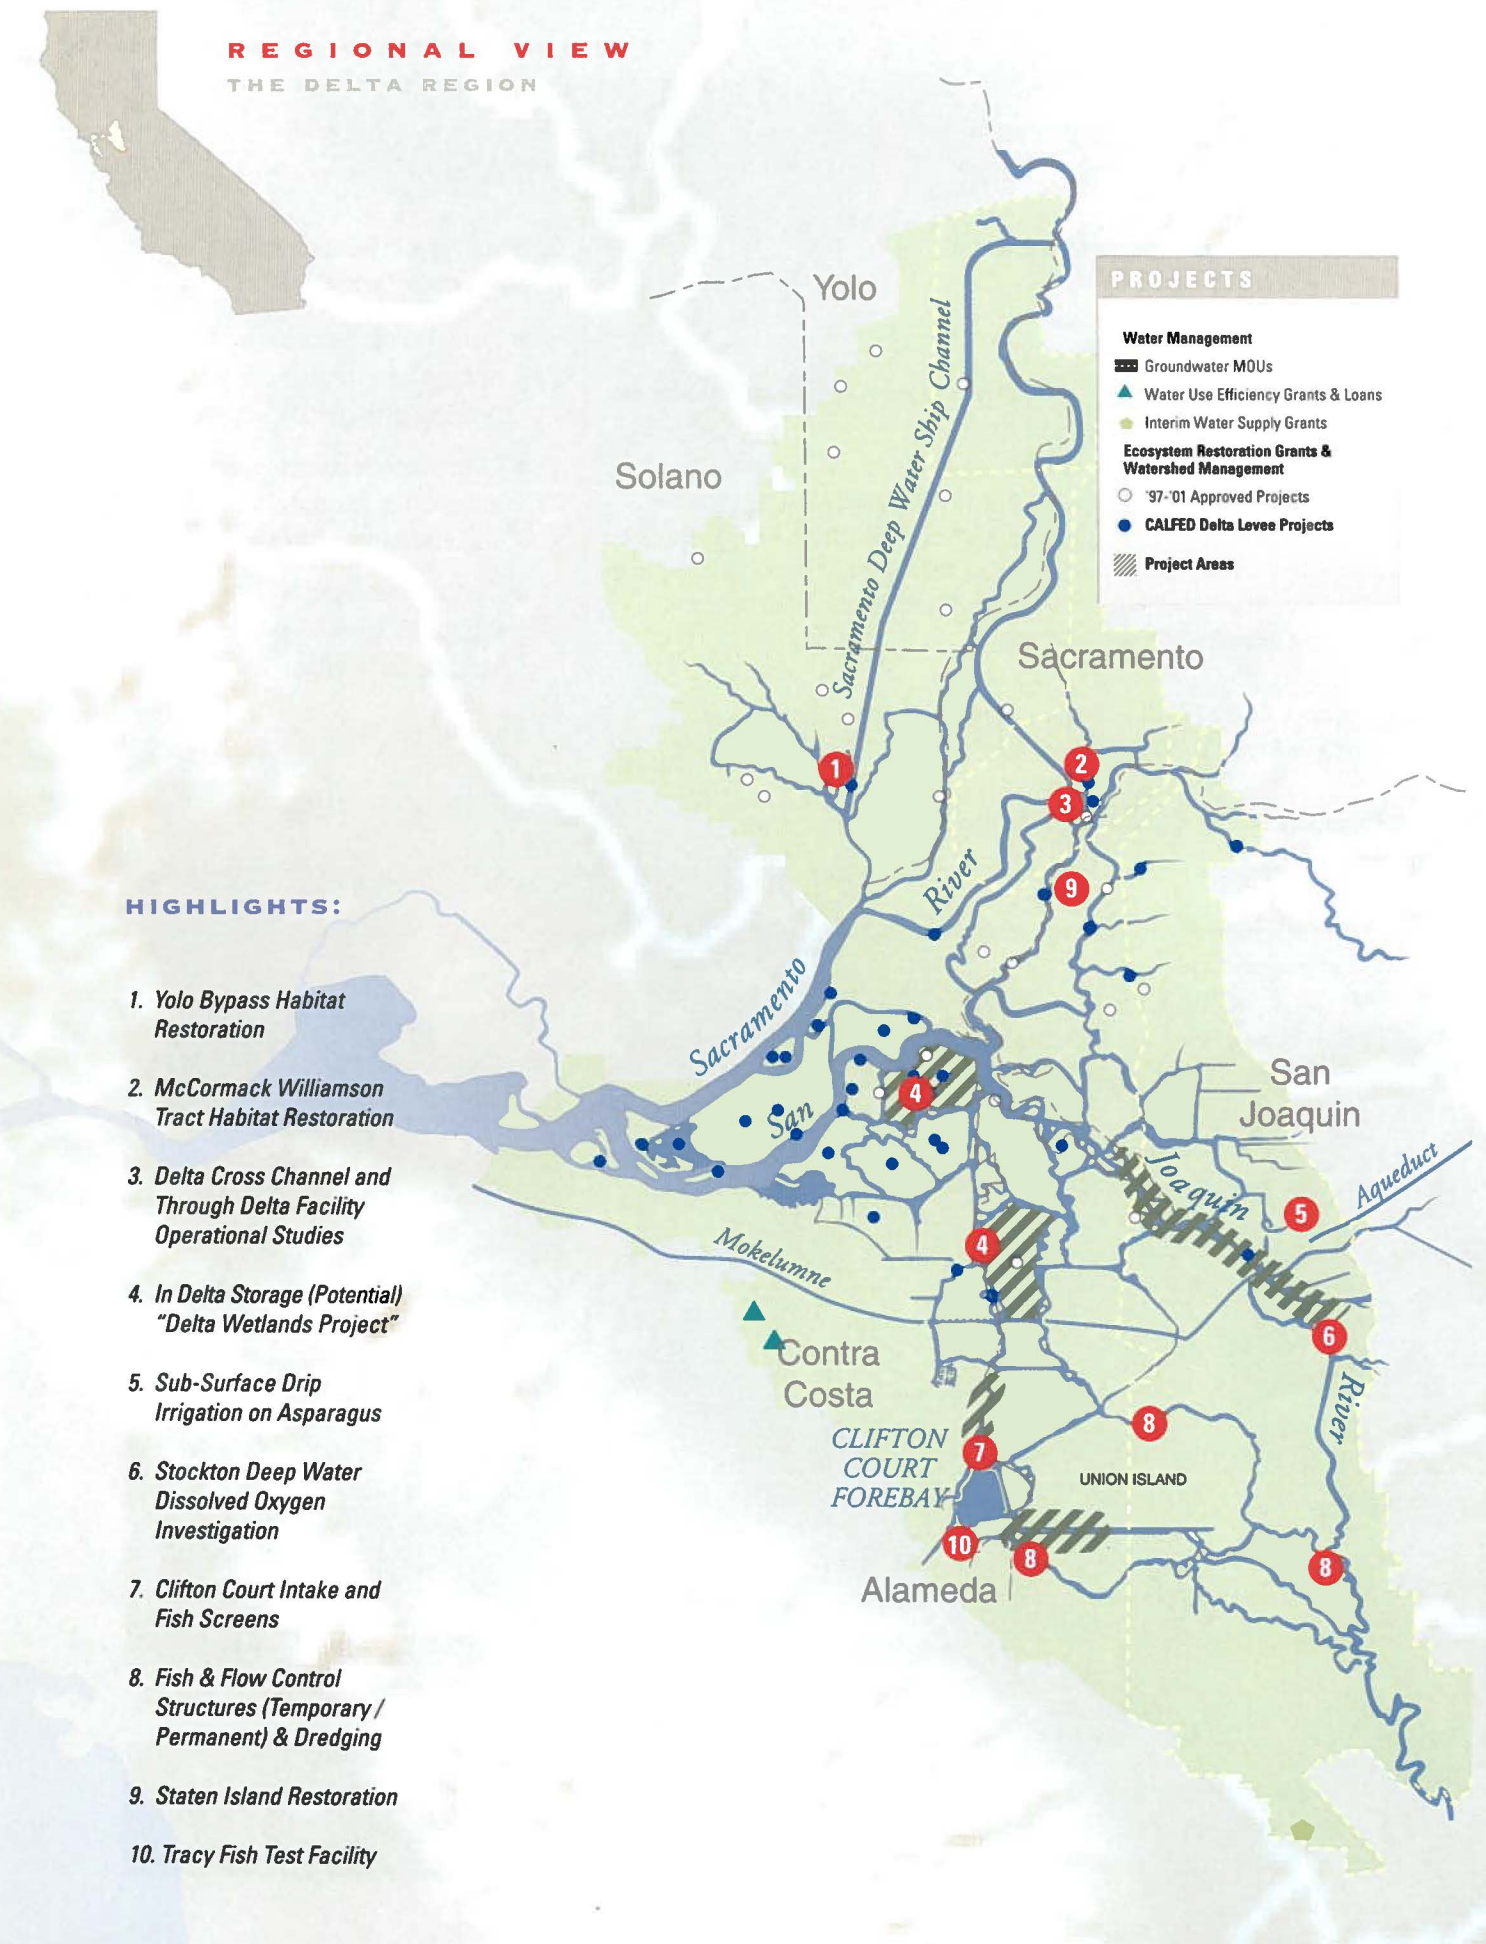 REGIONAL VIEW
THE DELTA REGION
Yolo
Solano
Sacramento Deep Water Ship Channel
PROJECTS
Water Management
Groundwater MOUs
Water Use Efficiency Grants & Loans
Interim Water Supply Grants
Ecosystem Restoration Grants &
Watershed Management
'97-'01 Approved Projects
CALFED Delta Levee Projects
Project Areas
Sacramento
1
2
3
9
River
Sacramento
San
4
San
Joaquin
Joaquin
Aqueduct
5
4
Mokelumne
6
Contra
Costa
River
8
CLIFTON
COURT
FOREBAY
7
UNION ISLAND
10
8
8
Alameda
HIGHLIGHTS:
1. Yolo Bypass Habitat
Restoration
2. McCormack Williamson
Tract Habitat Restoration
3. Delta Cross Channel and
Through Delta Facility
Operational Studies
4. In Delta Storage (Potential)
"Delta Wetlands Project"
5. Sub-Surface Drip
Irrigation on Asparagus
6. Stockton Deep Water
Dissolved Oxygen
Investigation
7. Clifton Court Intake and
Fish Screens
8. Fish & Flow Control
Structures (Temporary /
Permanent) & Dredging
9. Staten Island Restoration
10. Tracy Fish Test Facility